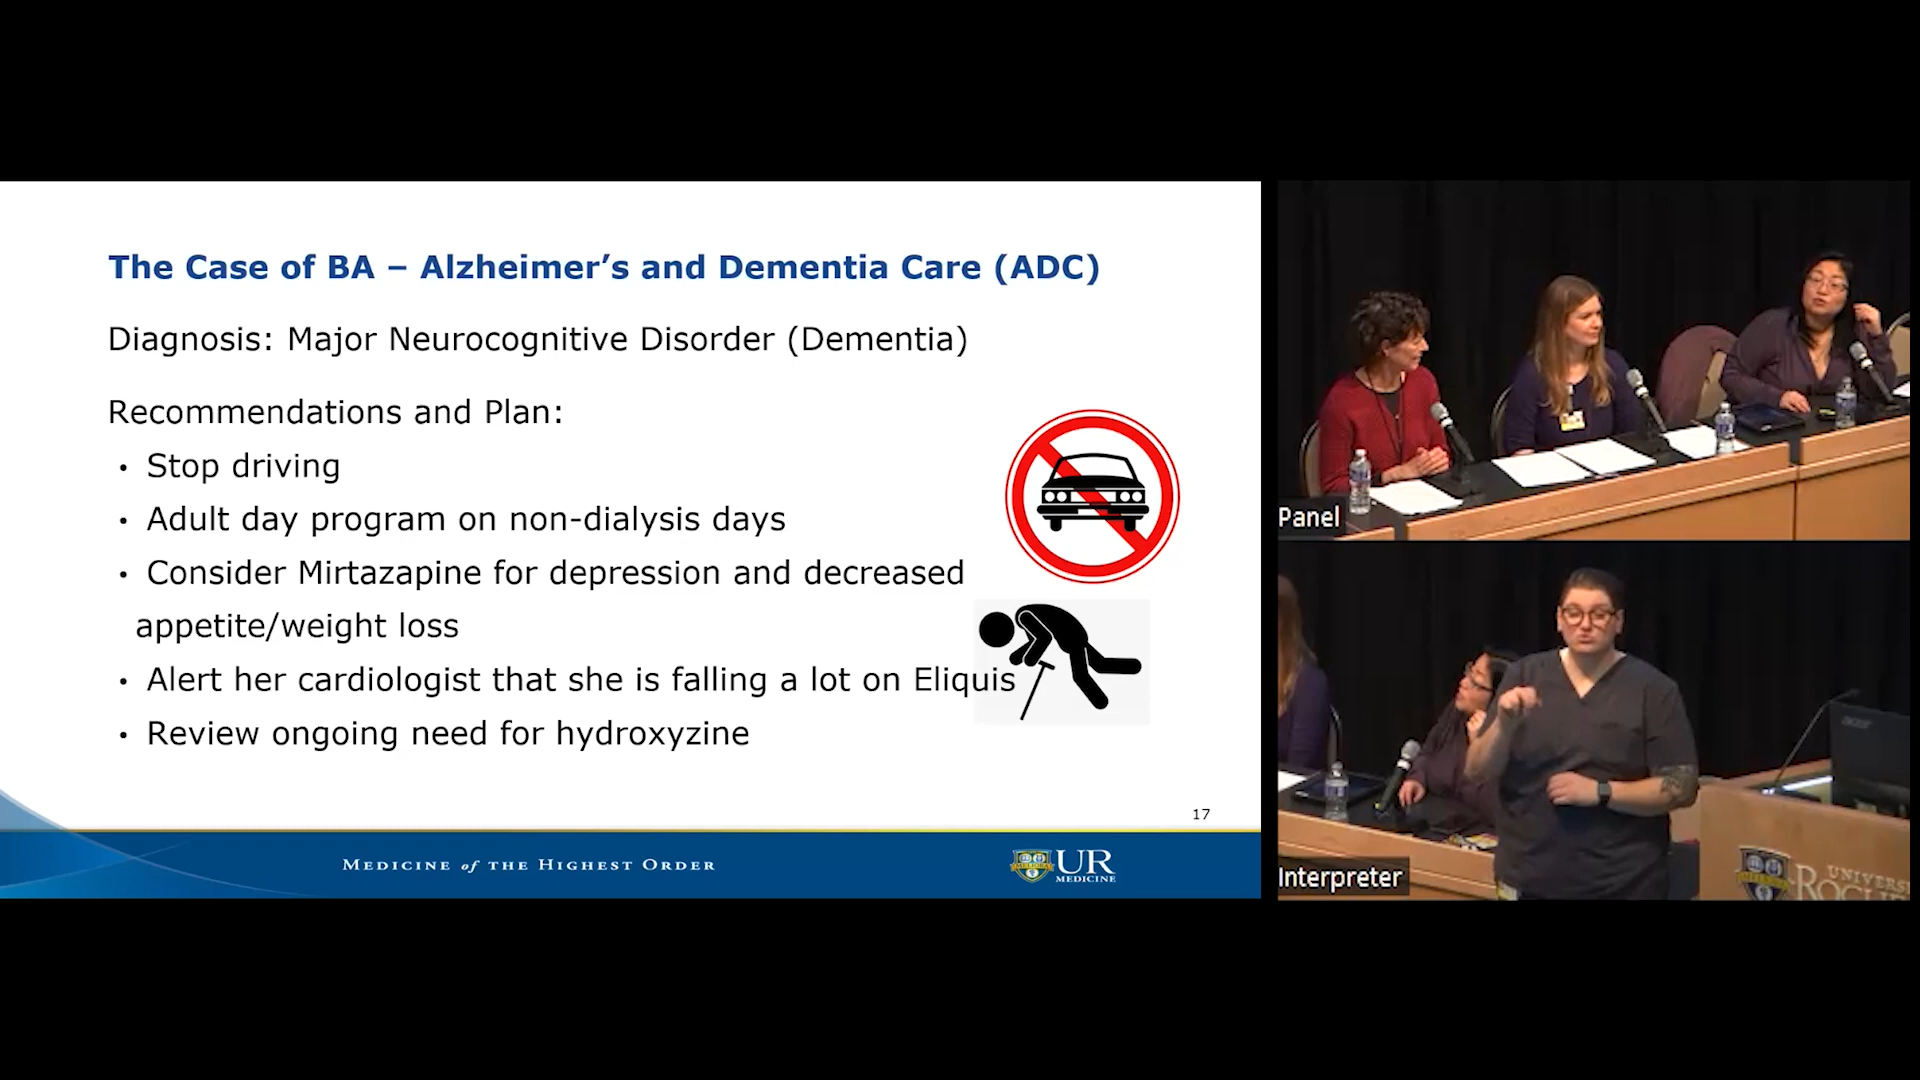 The Case of BA – Alzheimer’s and Dementia Care (ADC)
Diagnosis: Major Neurocognitive Disorder (Dementia)
Recommendations and Plan:
• Stop driving
• Adult day program on non-dialysis days
• Consider Mirtazapine for depression and decreased
appetite/weight loss
• Alert her cardiologist that she is falling a lot on Eliquis
• Review ongoing need for hydroxyzine
17
MEDICINE of THE HIGHEST ORDER
UR
MEDICINE
Panel
Interpreter
acer